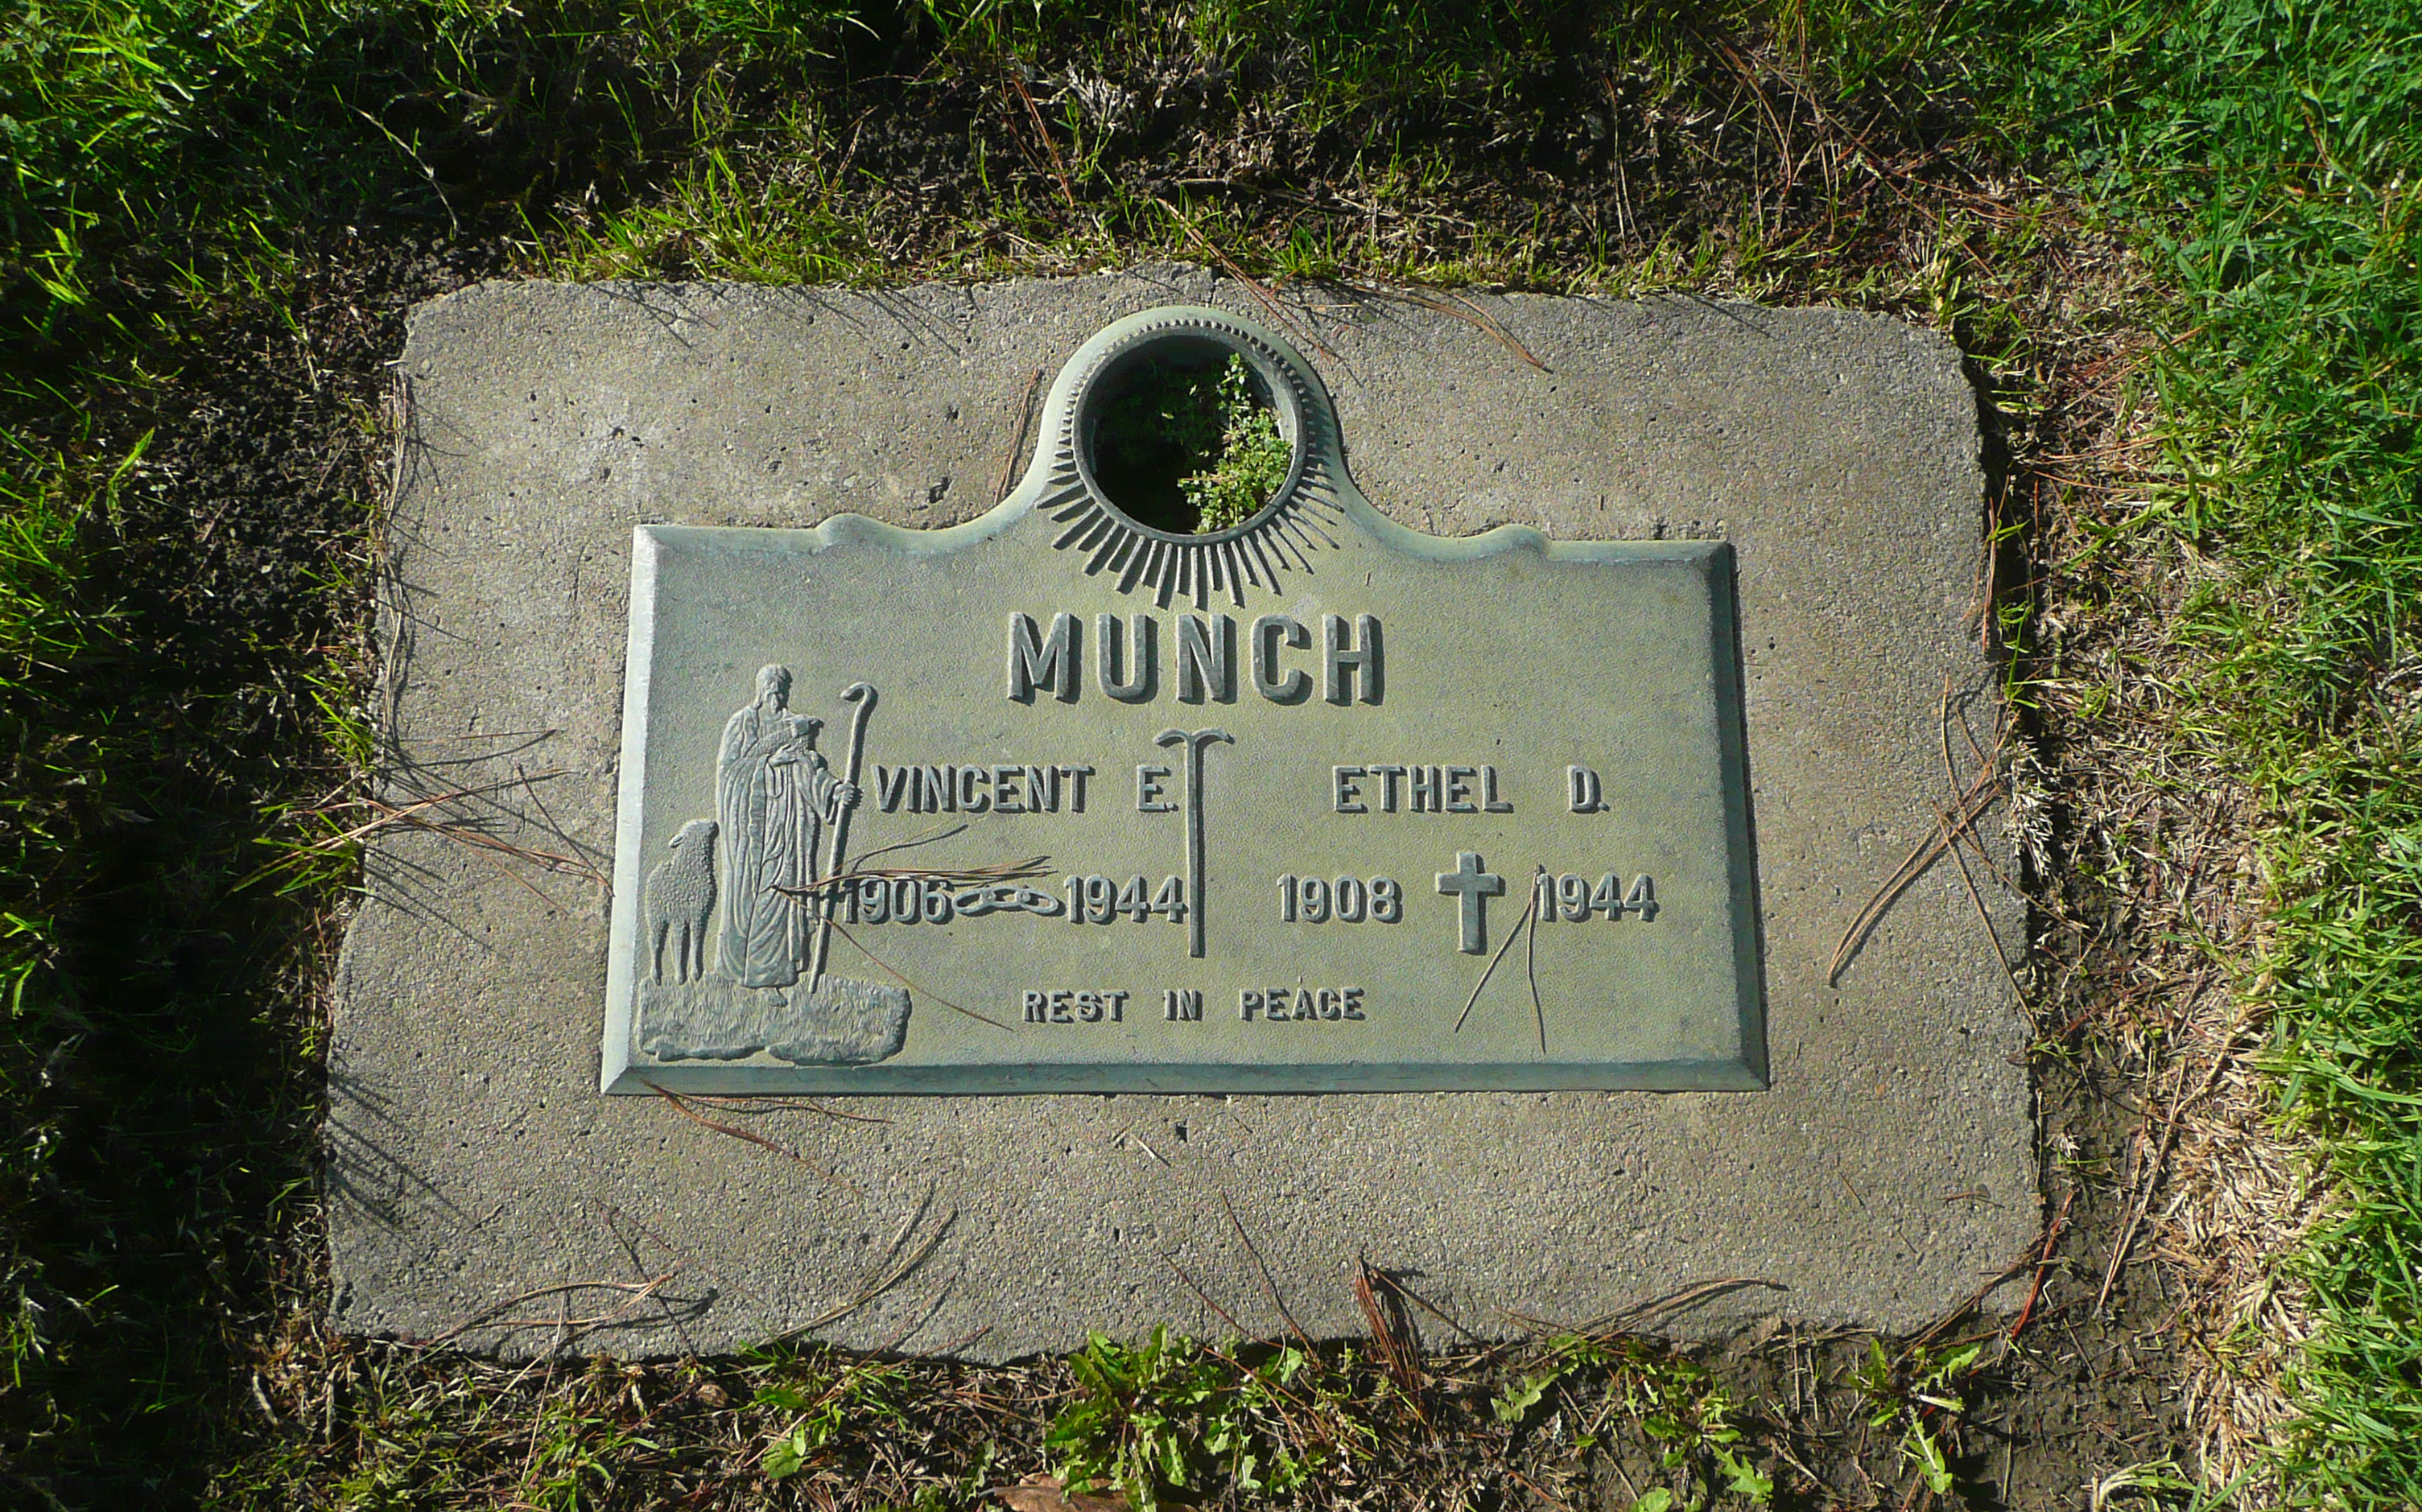 MUNCH
VINCENT E. ETHEL D.
1906 1944 1908 1944
REST IN PEACE